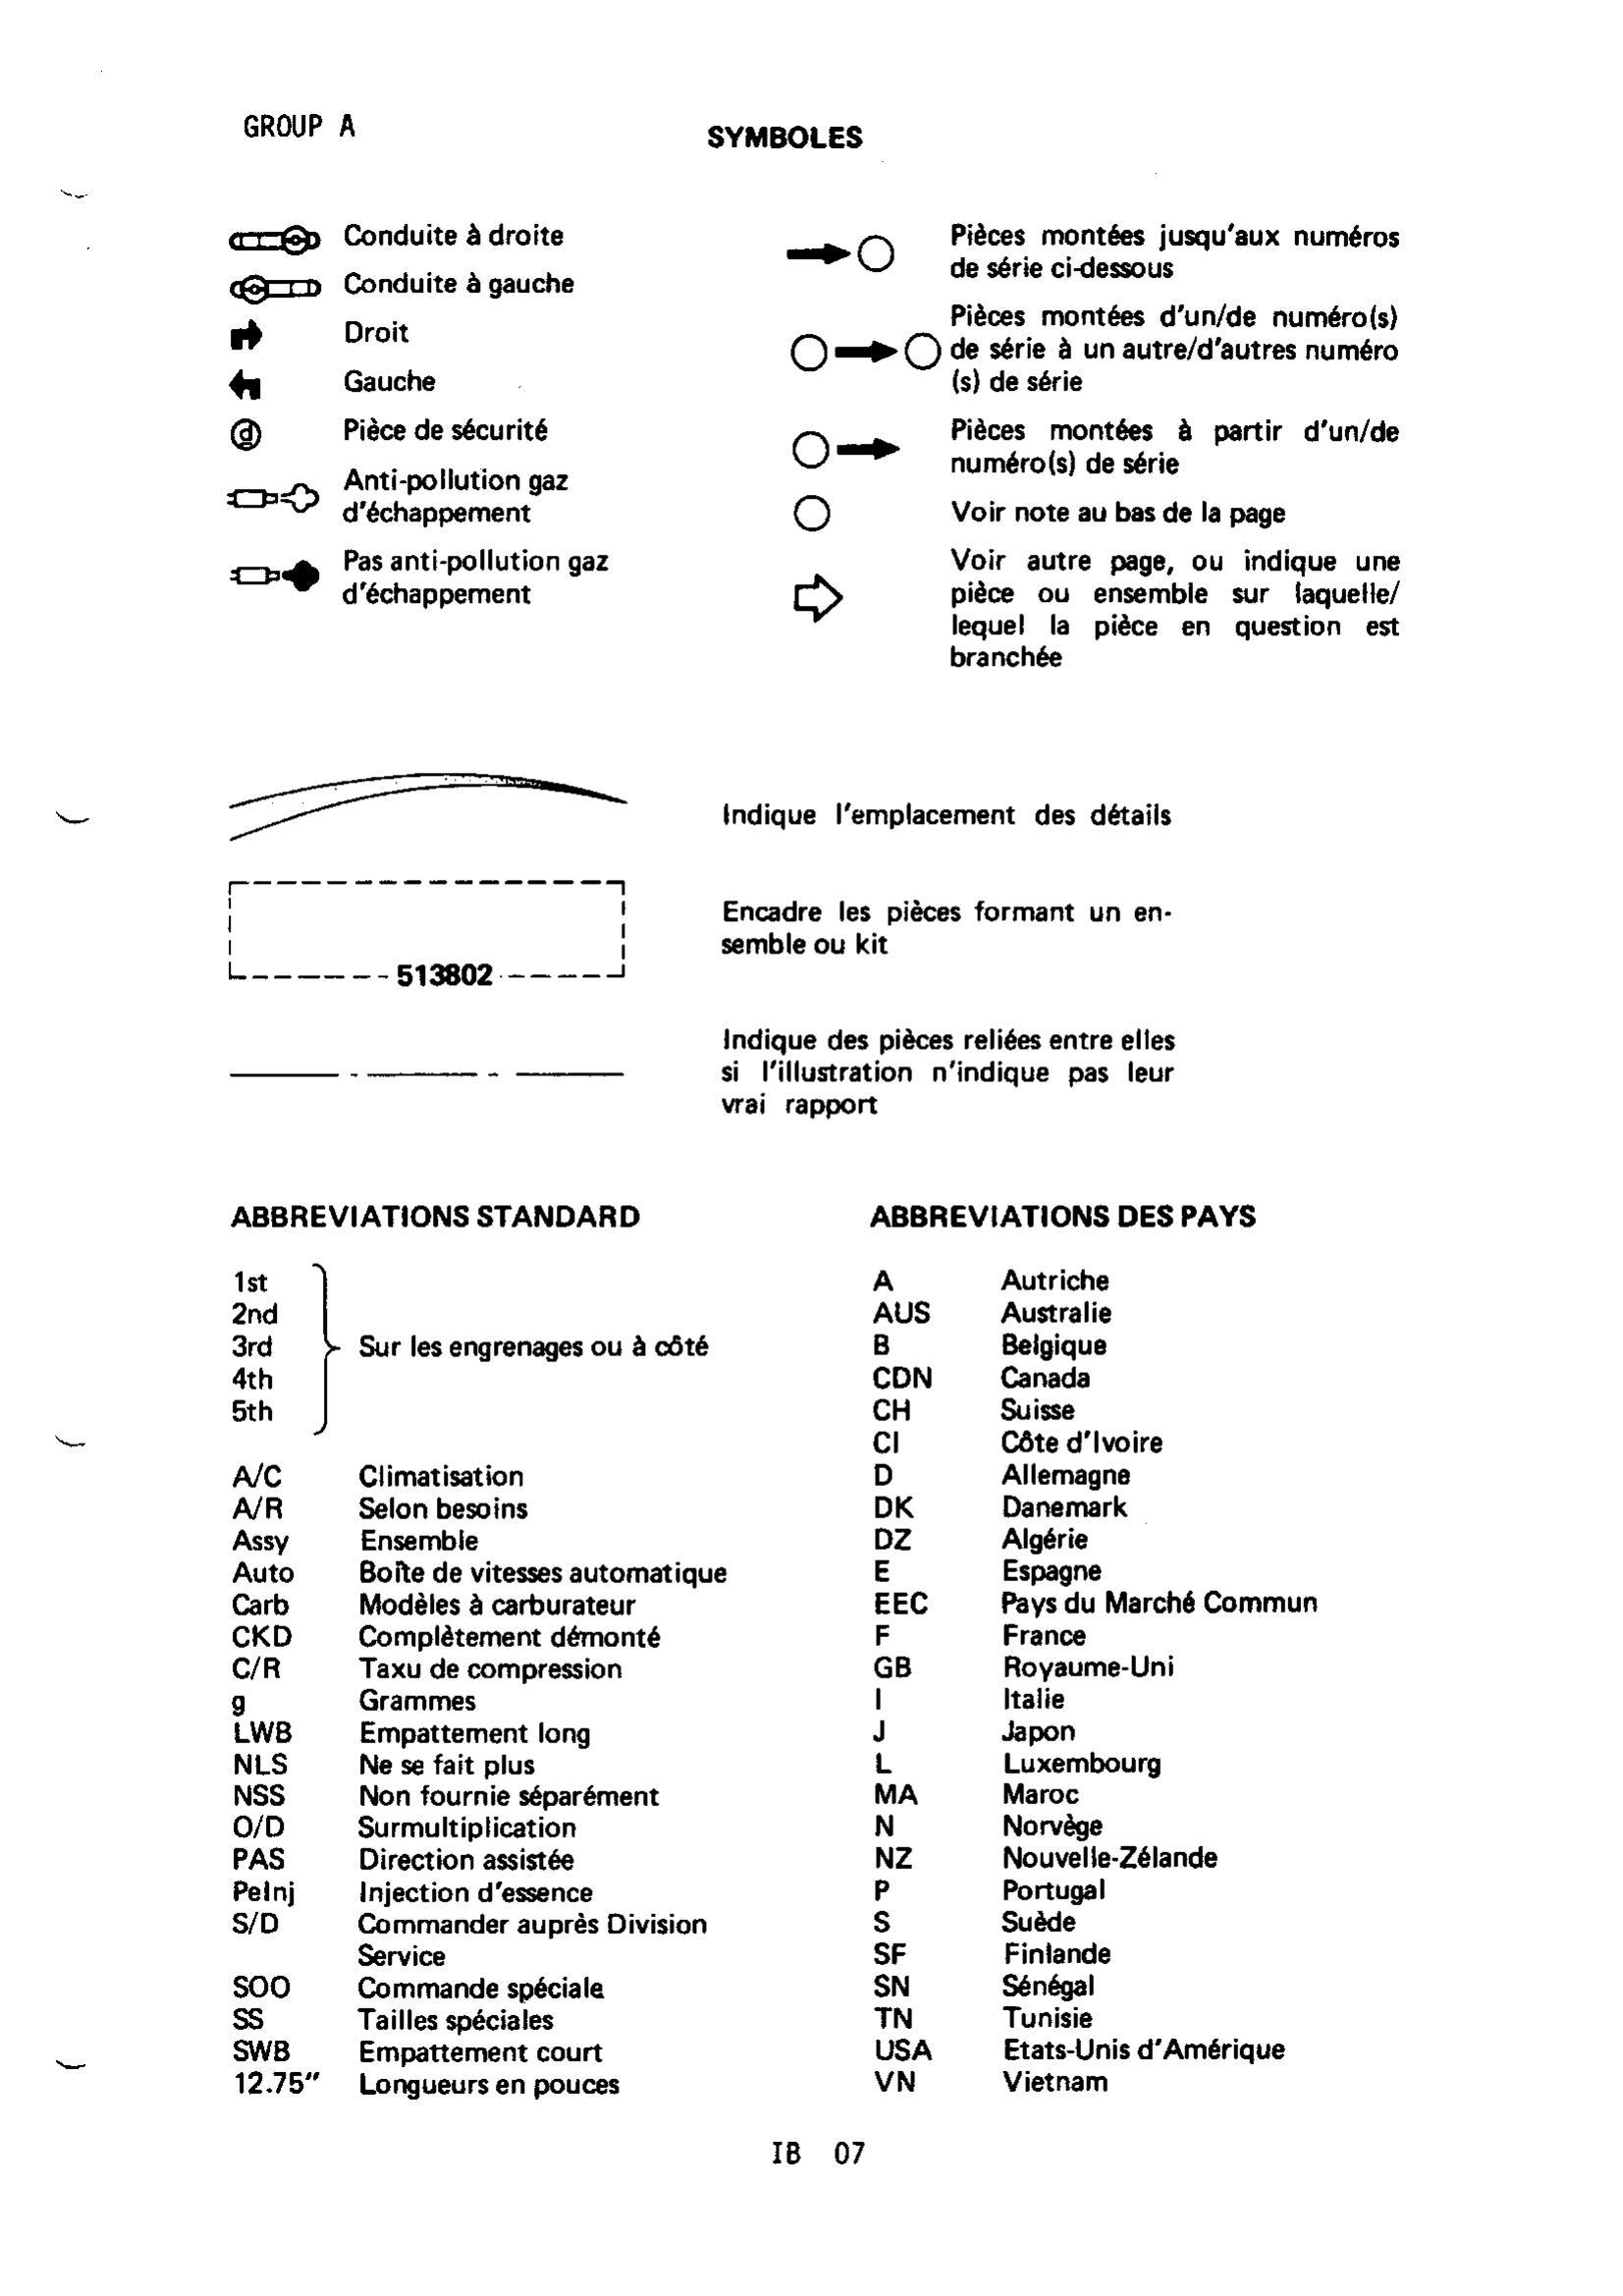 GROUP A
SYMBOLES
Conduite à droite
Conduite à gauche
Droit
Gauche
Pièce de sécurité
Anti-pollution gaz
d'échappement
Pas anti-pollution gaz
d'échappement
Pièces montées jusqu'aux numéros
de série ci-dessous
Pièces montées d'un/de numéro(s)
de série à un autre/d'autres numéro
(s) de série
Pièces montées à partir d'un/de
numéro(s) de série
Voir note au bas de la page
Voir autre page, ou indique une
pièce ou ensemble sur laquelle/
lequel la pièce en question est
branchée
Indique l'emplacement des détails
513802
Encadre les pièces formant un en-
semble ou kit
Indique des pièces reliées entre elles
si l'illustration n'indique pas leur
vrai rapport
ABBREVIATIONS STANDARD
1st
2nd
3rd Sur les engrenages ou à côté
4th
5th
A/C Climatisation
A/R Selon besoins
Assy Ensemble
Auto Boîte de vitesses automatique
Carb Modèles à carburateur
CKD Complètement démonté
C/R Taxu de compression
g Grammes
LWB Empattement long
NLS Ne se fait plus
NSS Non fournie séparément
O/D Surmultiplication
PAS Direction assistée
PeInj Injection d'essence
S/D Commander auprès Division
Service
SOO Commande spéciale
SS Tailles spéciales
SWB Empattement court
12.75" Longueurs en pouces
ABBREVIATIONS DES PAYS
A Autriche
AUS Australie
B Belgique
CDN Canada
CH Suisse
CI Côte d'Ivoire
D Allemagne
DK Danemark
DZ Algérie
E Espagne
EEC Pays du Marché Commun
F France
GB Royaume-Uni
I Italie
J Japon
L Luxembourg
MA Maroc
N Norvège
NZ Nouvelle-Zélande
P Portugal
S Suède
SF Finlande
SN Sénégal
TN Tunisie
USA Etats-Unis d'Amérique
VN Vietnam
IB 07